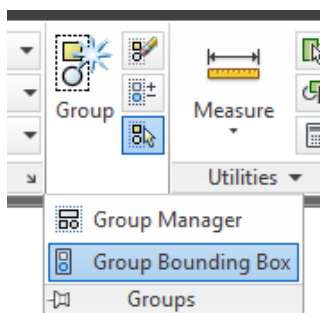 Group
Measure
Utilities
Group Manager
Group Bounding Box
Groups